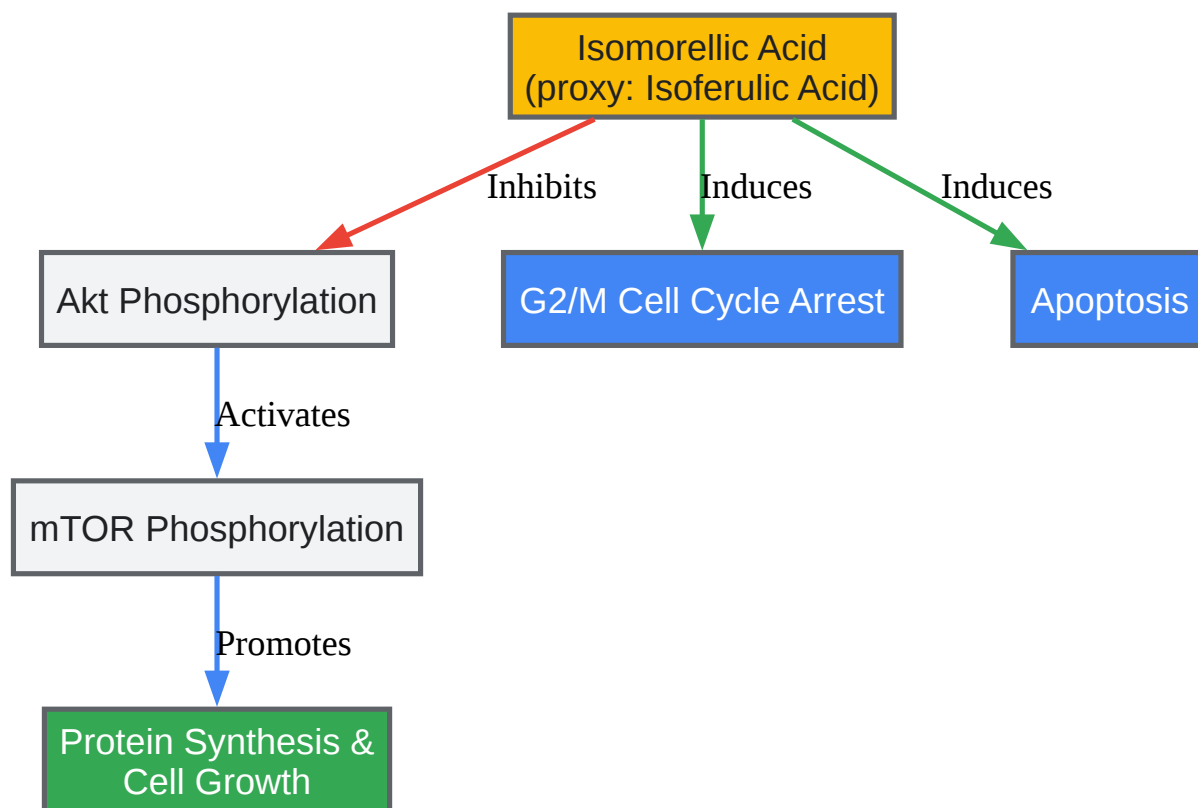 Isomorellic Acid
(proxy: Isoferulic Acid)
Inhibits
Induces
Induces
Akt Phosphorylation
G2/M Cell Cycle Arrest
Apoptosis
Activates
mTOR Phosphorylation
Promotes
Protein Synthesis &
Cell Growth